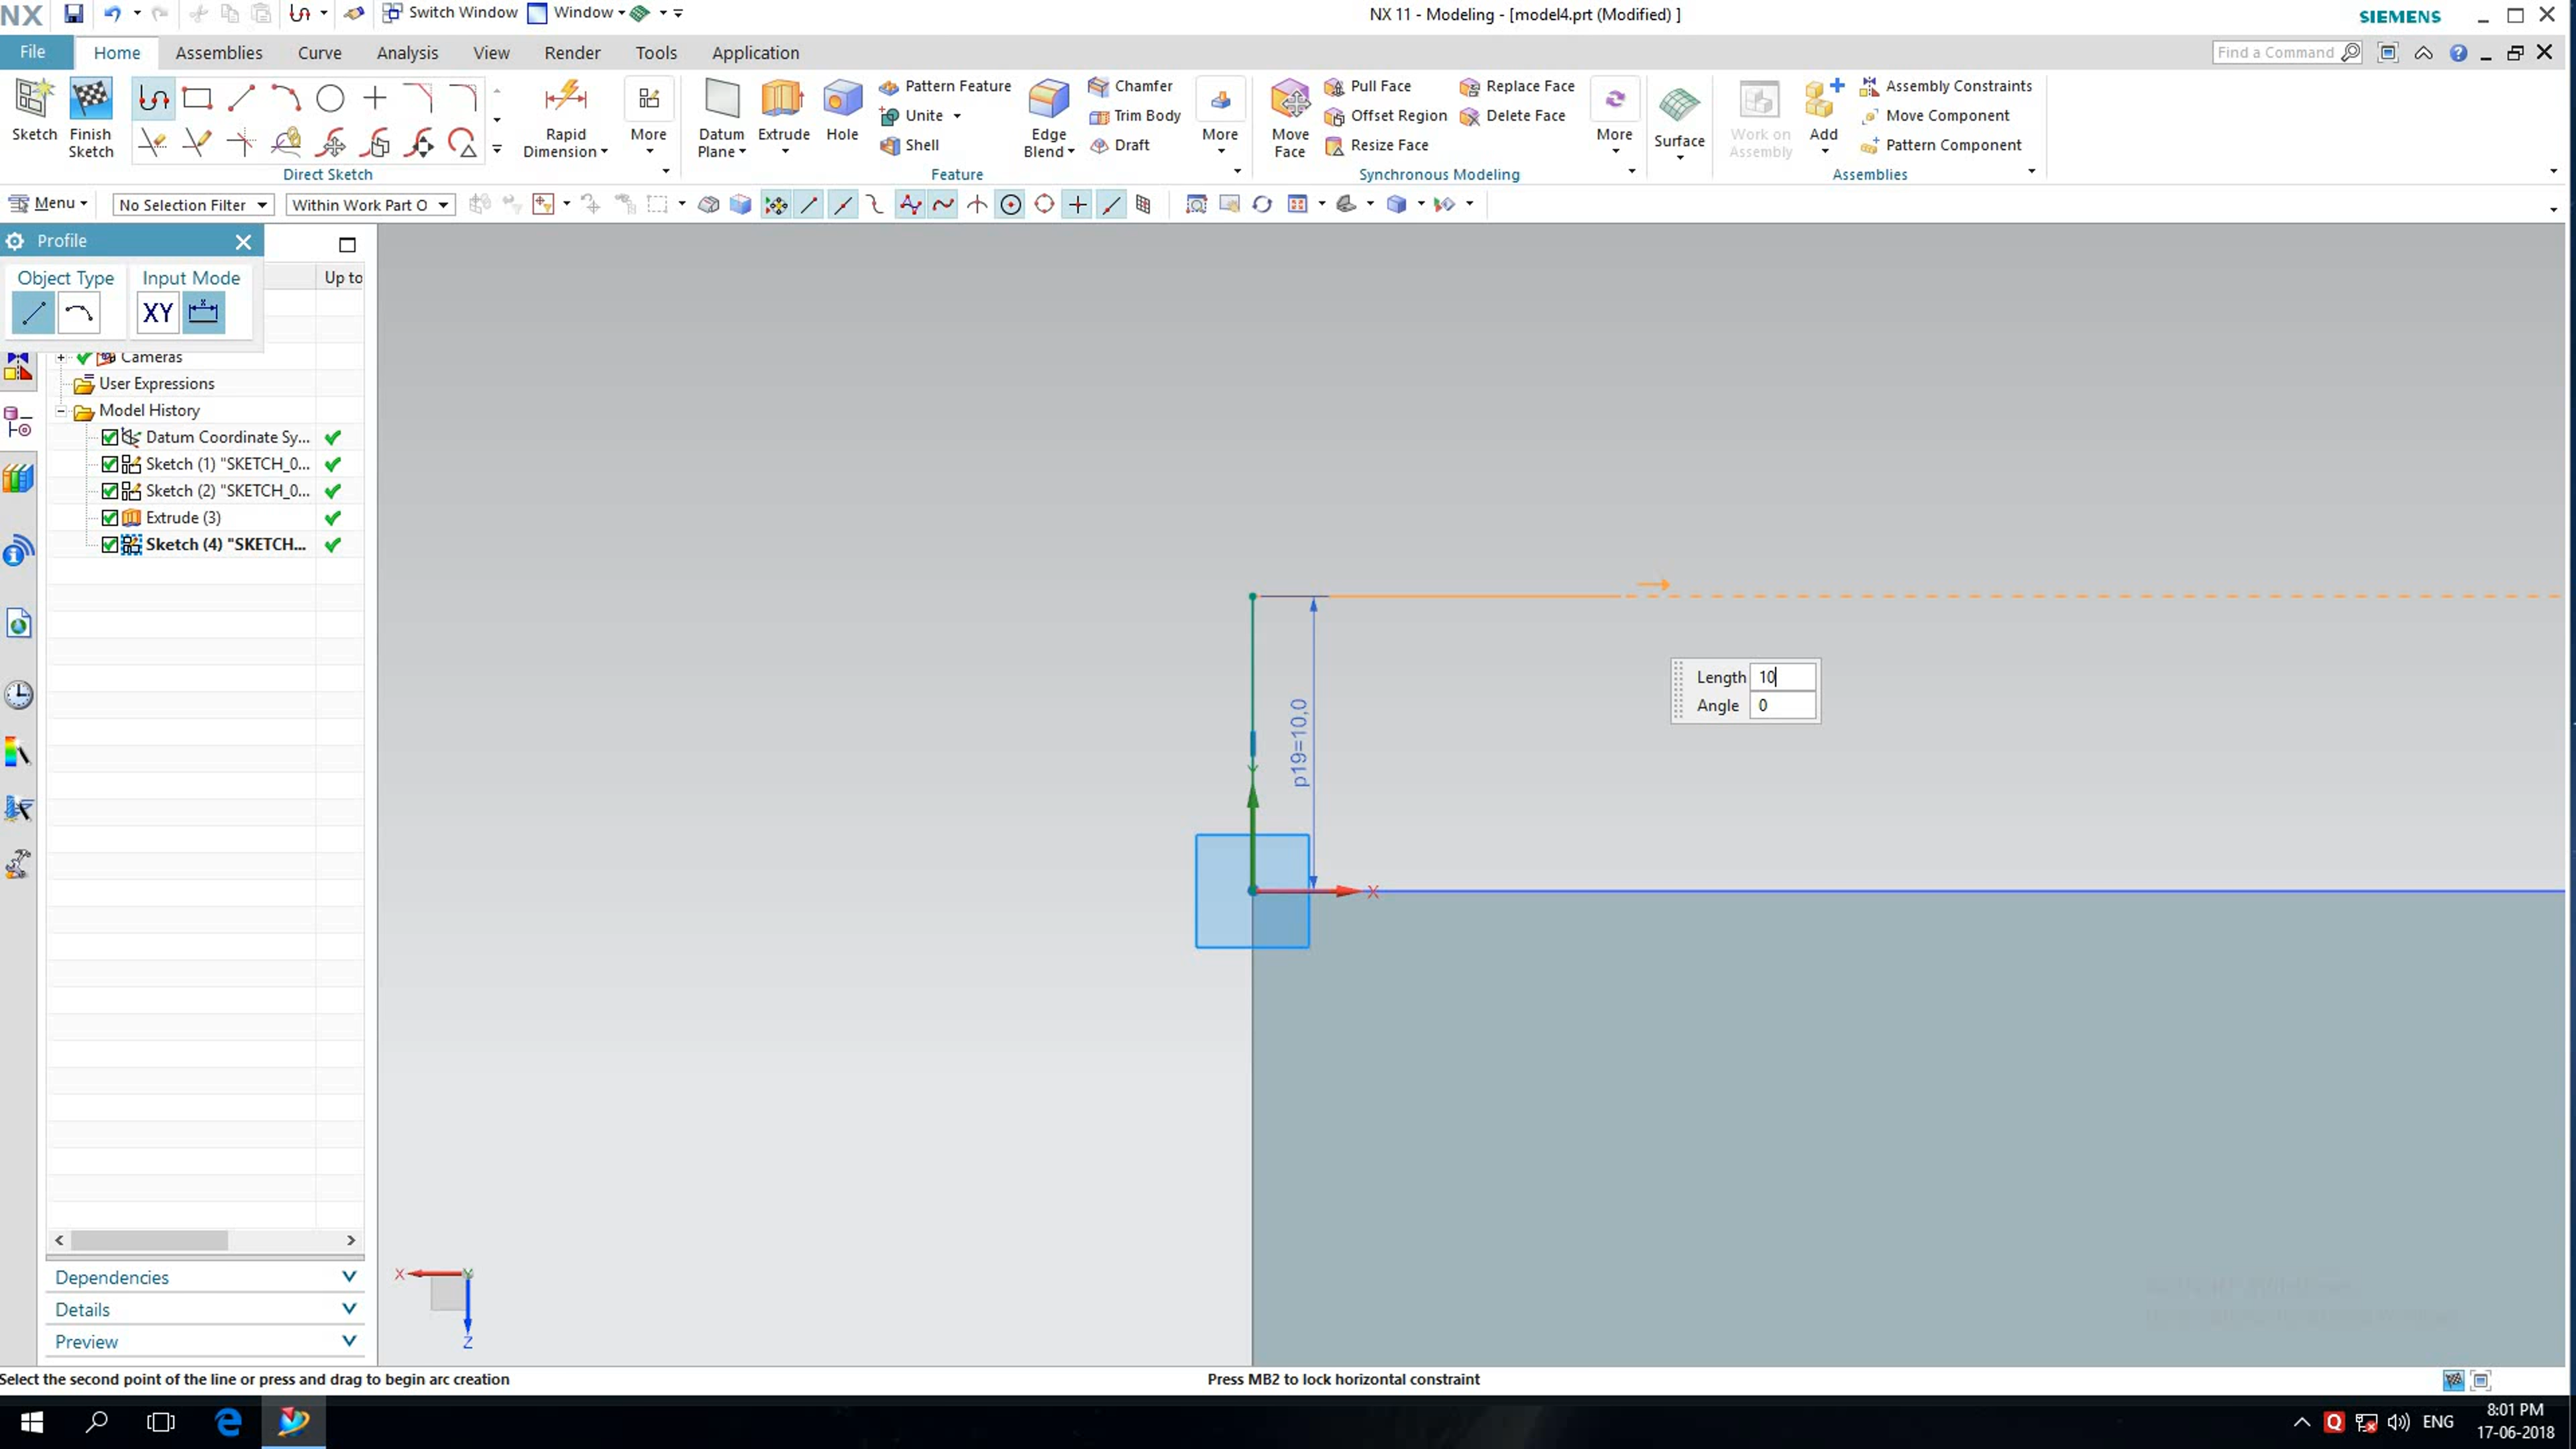 NX Switch Window Window NX 11 - Modeling - [model4.prt (Modified) ] SIEMENS
File Home Assemblies Curve Analysis View Render Tools Application Find a Command
Sketch Finish Sketch Rapid Dimension More Datum Plane Extrude Hole Pattern Feature Unite Shell Edge Blend Chamfer Trim Body Draft More Move Face Pull Face Offset Region Resize Face Replace Face Delete Face More Surface Work on Assembly Add Assembly Constraints Move Component Pattern Component
Direct Sketch Feature Synchronous Modeling Assemblies
Menu No Selection Filter Within Work Part O
Profile
Object Type Input Mode Up to
XY
Cameras
User Expressions
Model History
Datum Coordinate Sy...
Sketch (1) "SKETCH_0...
Sketch (2) "SKETCH_0...
Extrude (3)
Sketch (4) "SKETCH...
Length 10
Angle 0
p19=10,0
Y
X
X
Z
Dependencies
Details
Preview
Select the second point of the line or press and drag to begin arc creation Press MB2 to lock horizontal constraint
ENG 8:01 PM
17-06-2018